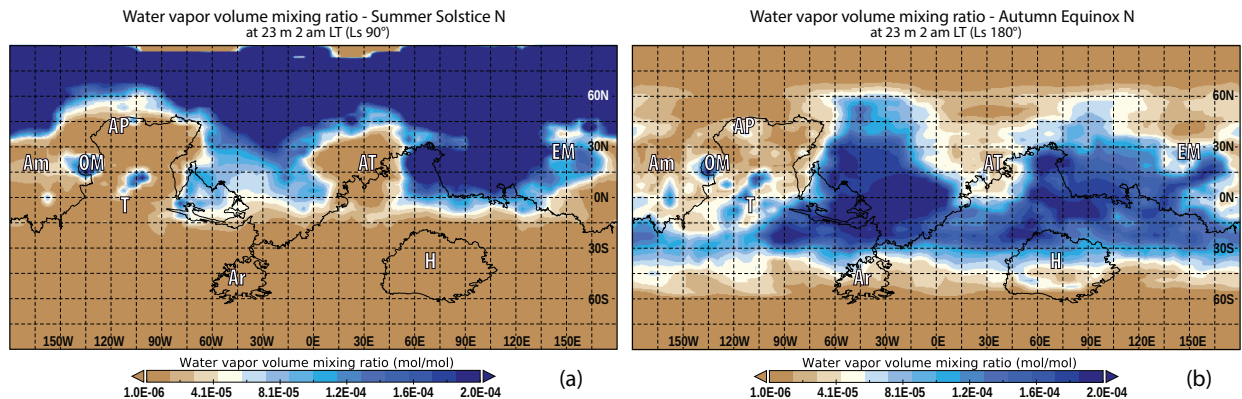 Water vapor volume mixing ratio - Summer Solstice N
at 23 m 2 am LT (Ls 90°)
60N
AP
30N
Am
OM
AT
EM
T
0N
30S
Ar
H
60S
150W 120W 90W 60W 30W 0E 30E 60E 90E 120E 150E
Water vapor volume mixing ratio (mol/mol)
1.0E-06 4.1E-05 8.1E-05 1.2E-04 1.6E-04 2.0E-04
(a)
Water vapor volume mixing ratio - Autumn Equinox N
at 23 m 2 am LT (Ls 180°)
60N
AP
30N
Am
OM
AT
EM
T
0N
30S
Ar
H
60S
150W 120W 90W 60W 30W 0E 30E 60E 90E 120E 150E
Water vapor volume mixing ratio (mol/mol)
1.0E-06 4.1E-05 8.1E-05 1.2E-04 1.6E-04 2.0E-04
(b)